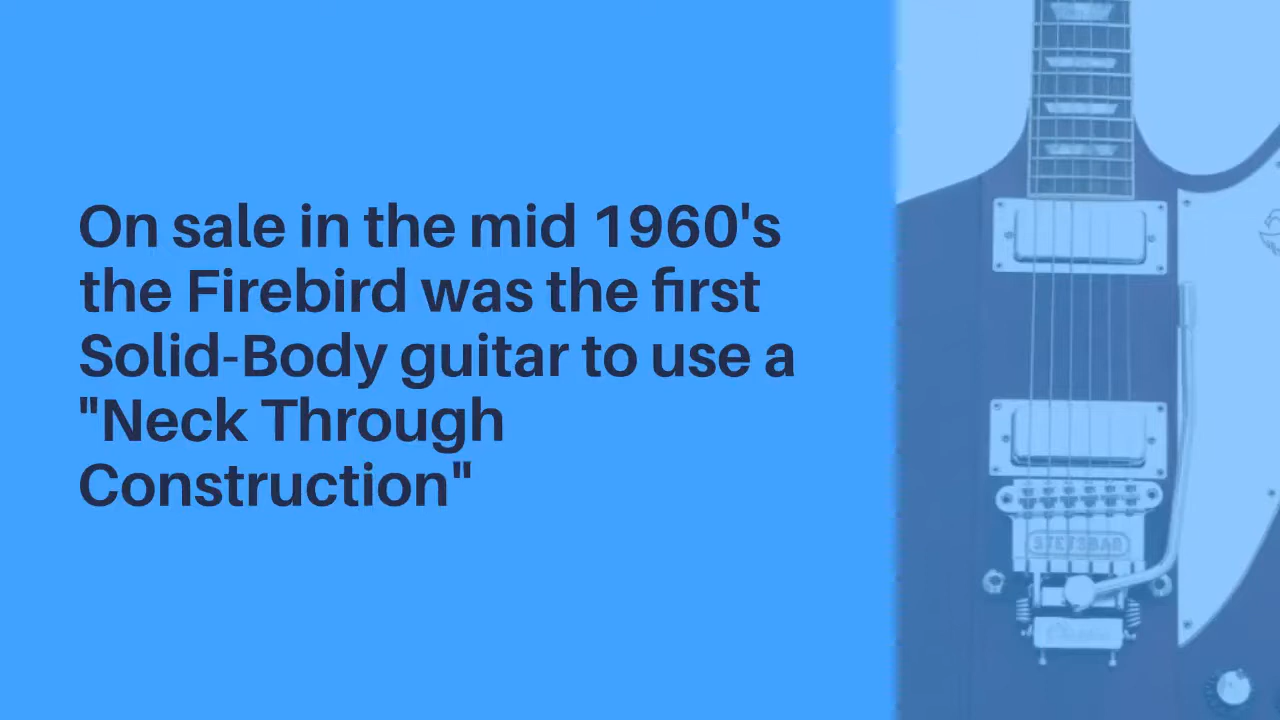 On sale in the mid 1960's
the Firebird was the first
Solid-Body guitar to use a
"Neck Through
Construction"
STETSBAR